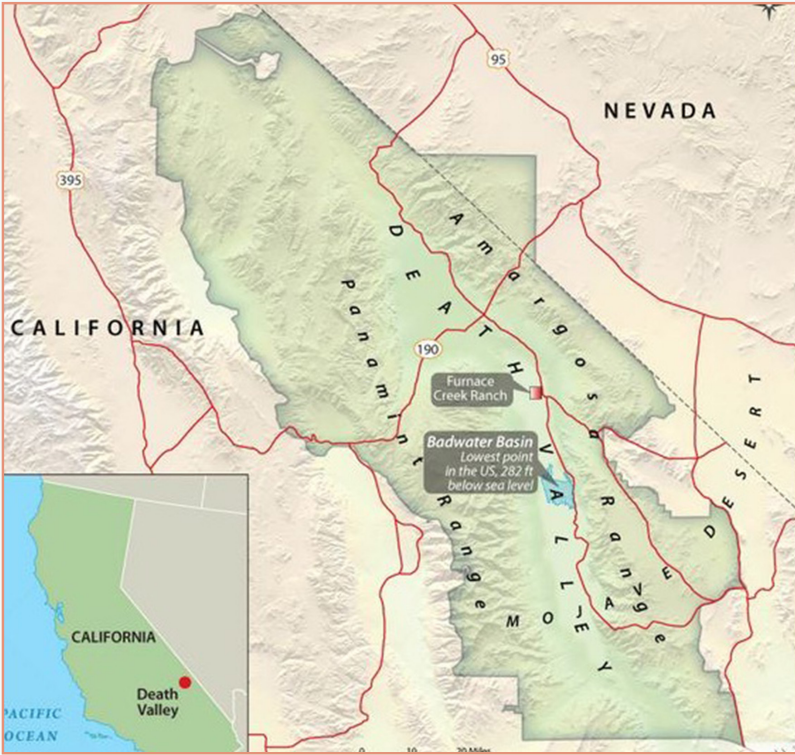 95
NEVADA
395
Amargosa Range
DEATH VALLEY
Panamint Range
CALIFORNIA
190
Furnace
Creek Ranch
Badwater Basin
Lowest point
in the US, 282 ft
below sea level
MOJAVE DESERT
CALIFORNIA
Death
Valley
PACIFIC
OCEAN
0 10 20 Miles